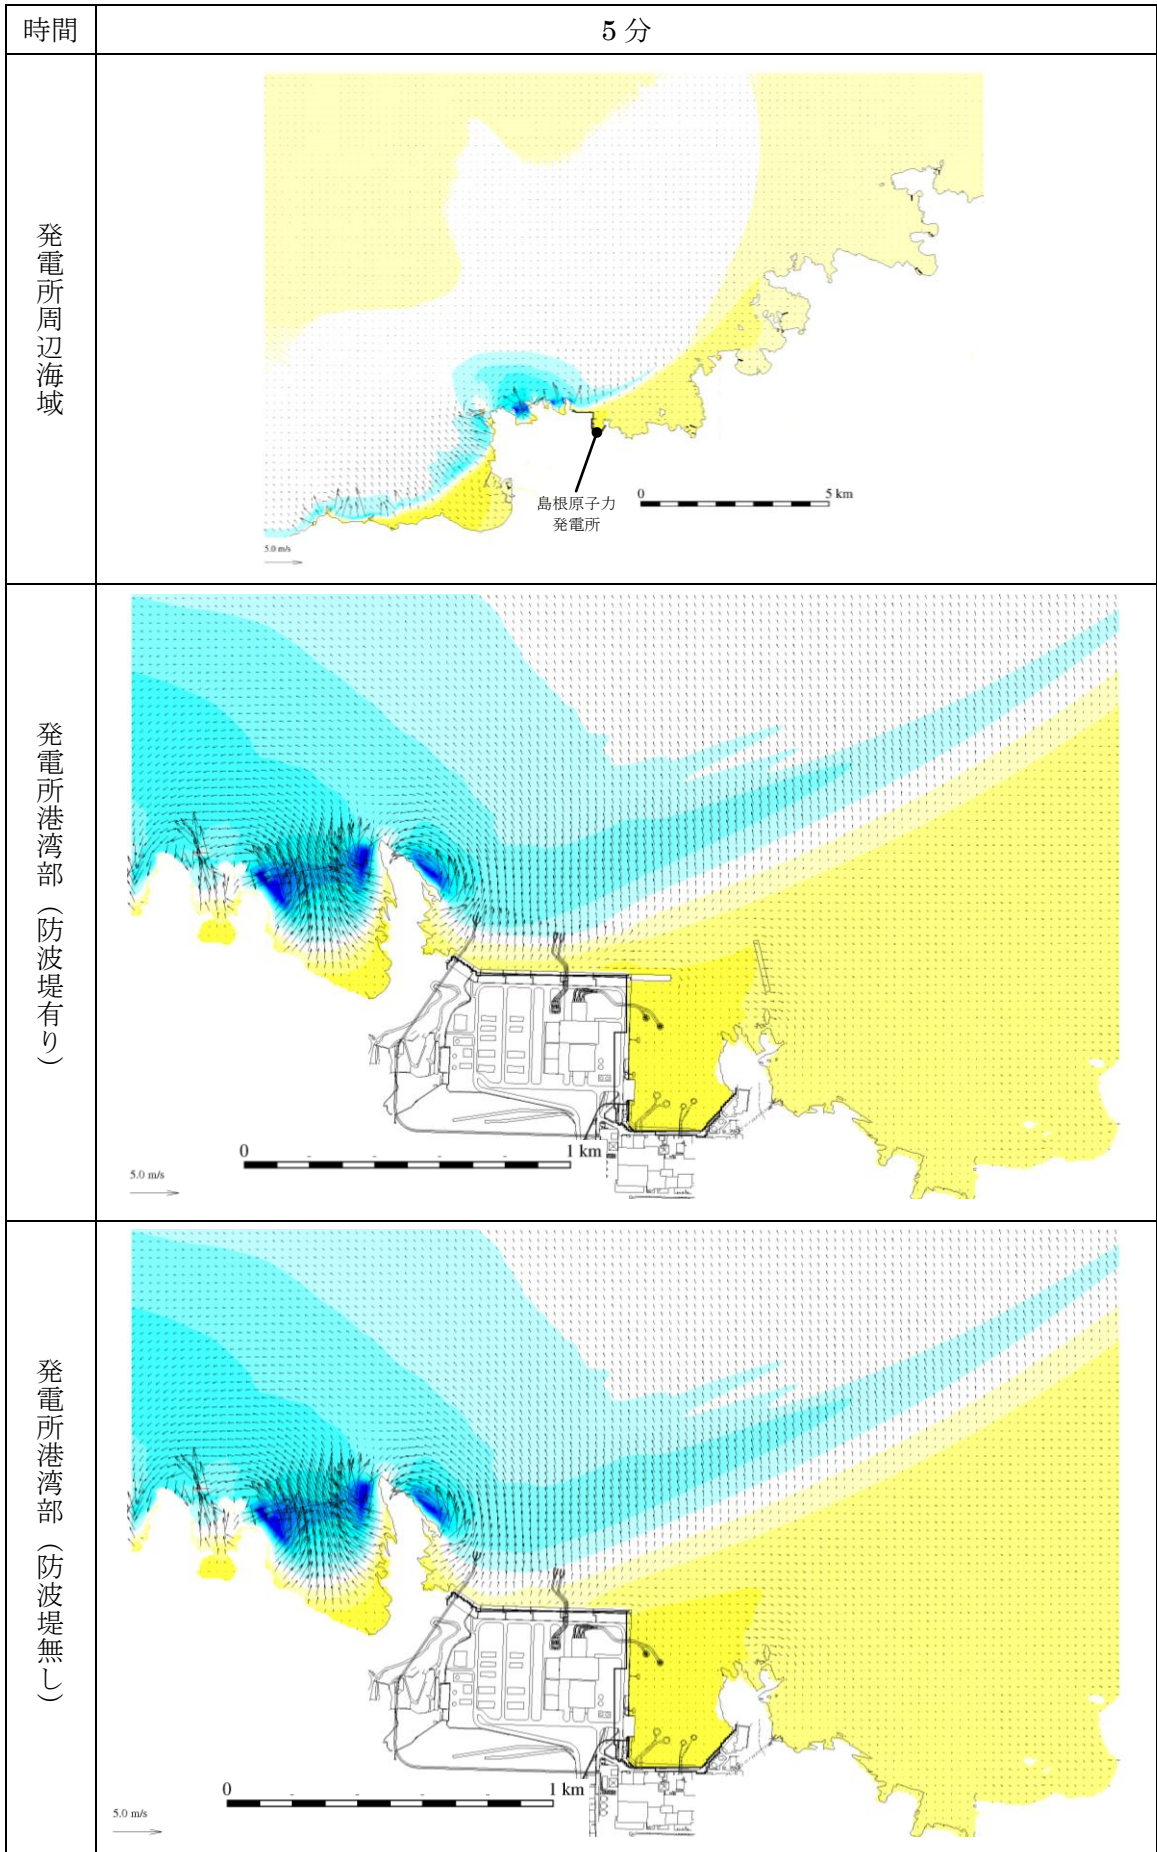 時間
5 分
発電所周辺海域
島根原子力
発電所
0
5 km
5.0 m/s
発電所港湾部（防波堤有り）
0
1 km
5.0 m/s
発電所港湾部（防波堤無し）
0
1 km
5.0 m/s